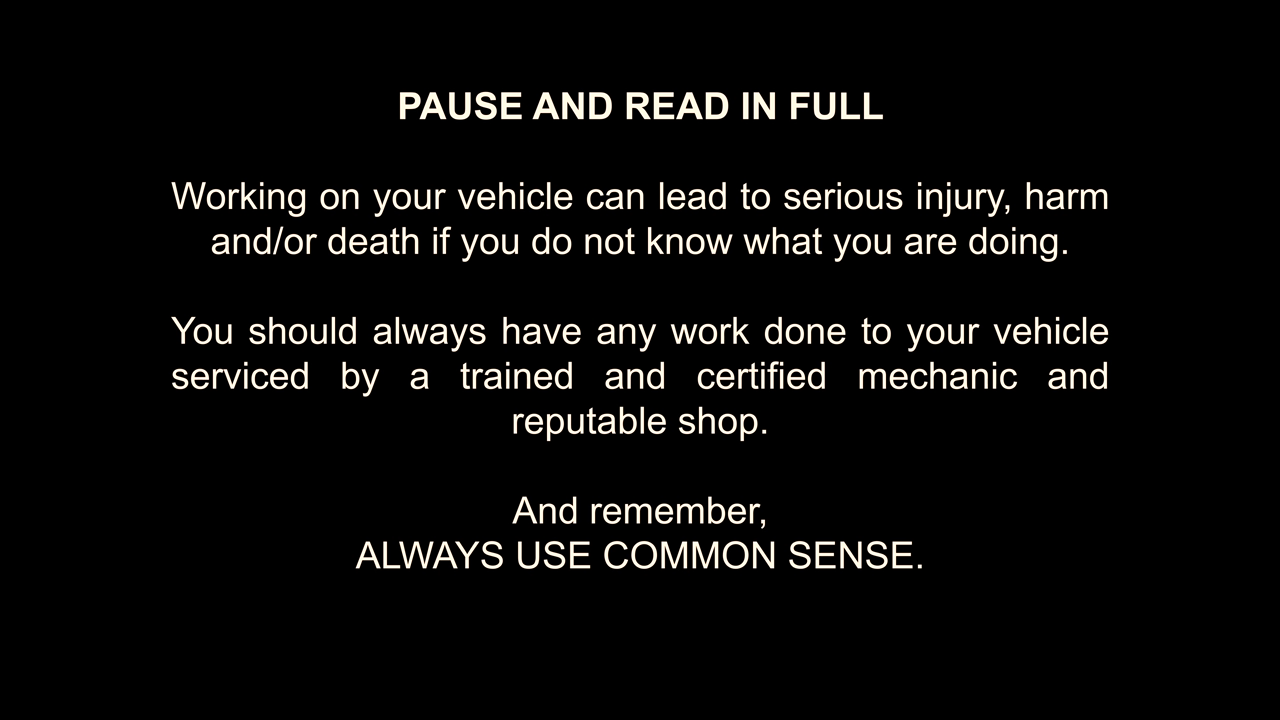 PAUSE AND READ IN FULL
Working on your vehicle can lead to serious injury, harm
and/or death if you do not know what you are doing.
You should always have any work done to your vehicle
serviced by a trained and certified mechanic and
reputable shop.
And remember,
ALWAYS USE COMMON SENSE.